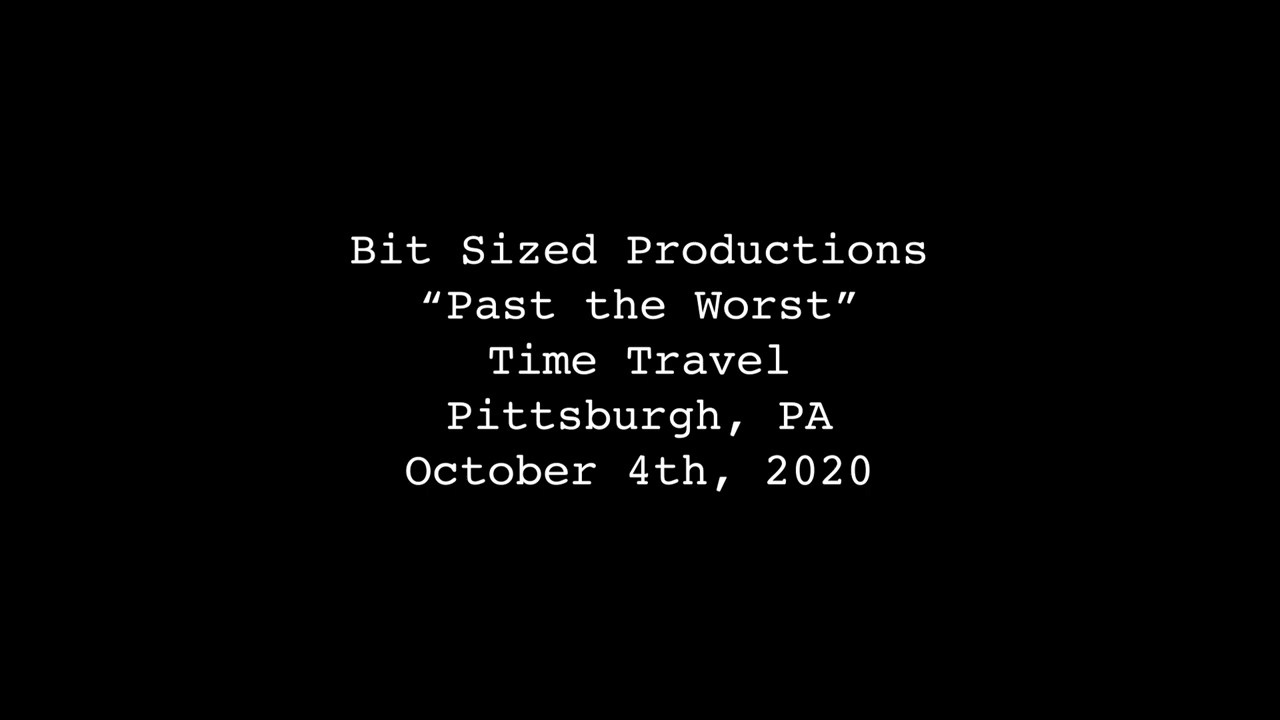 Bit Sized Productions
“Past the Worst”
Time Travel
Pittsburgh, PA
October 4th, 2020